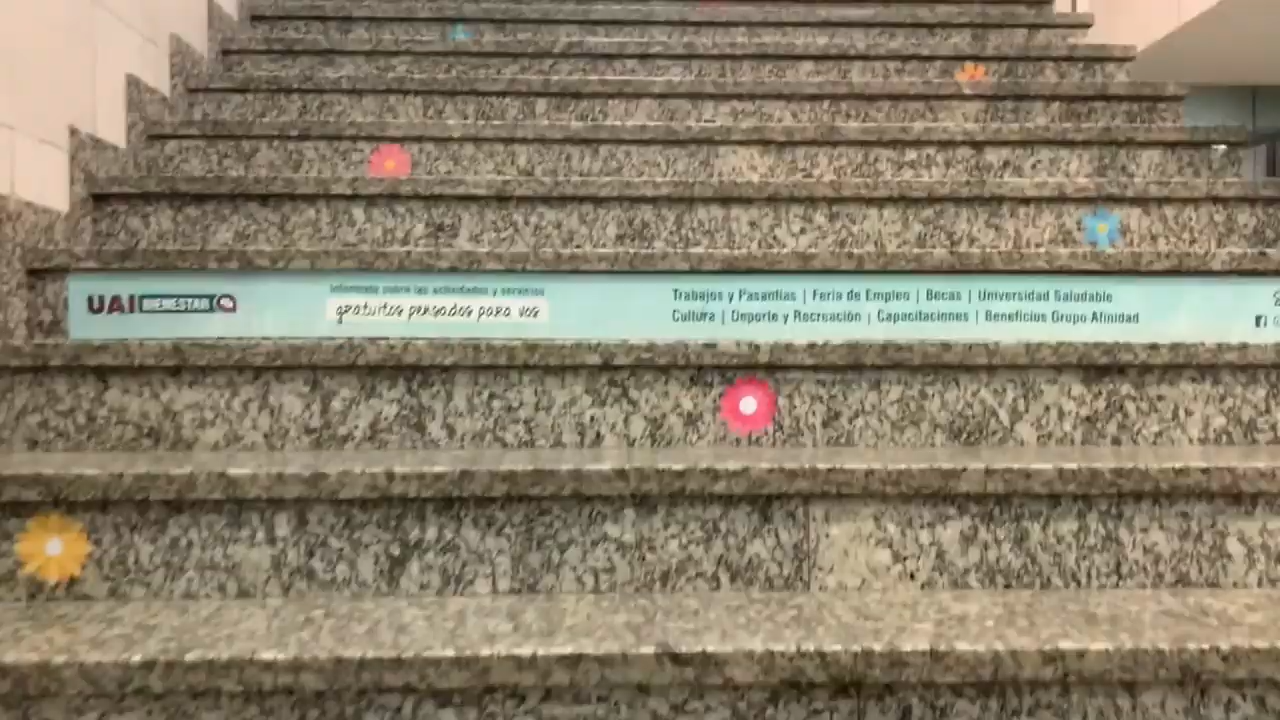 UAI BIENESTAR
Informate sobre las actividades y servicios
gratuitos pensados para vos
Trabajos y Pasantías | Feria de Empleo | Becas | Universidad Saludable
Cultura | Deporte y Recreación | Capacitaciones | Beneficios Grupo Afinidad